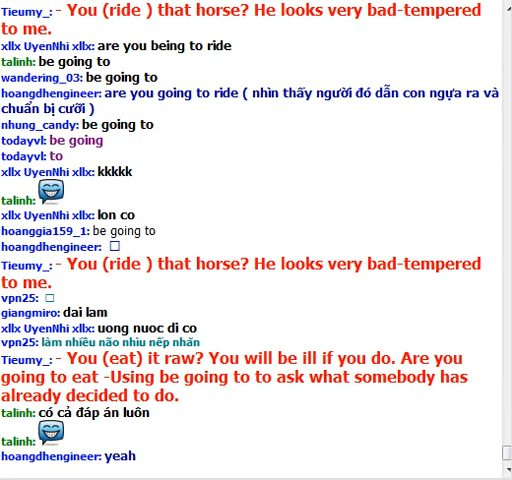 Tieumy_: - You (ride ) that horse? He looks very bad-tempered
to me.
xllx UyenNhi xllx: are you being to ride
talinh: be going to
wandering_03: be going to
hoangdhengineer: are you going to ride ( nhìn thấy người đó dẫn con ngựa ra và
chuẩn bị cưỡi )
nhung_candy: be going to
todayvl: be going
todayvl: to
xllx UyenNhi xllx: kkkkk
talinh:
xllx UyenNhi xllx: lon co
hoanggia159_1: be going to
hoangdhengineer: □
Tieumy_: - You (ride ) that horse? He looks very bad-tempered
to me.
vpn25: □
giangmiro: dai lam
xllx UyenNhi xllx: uong nuoc di co
vpn25: làm nhiều não nhìu nếp nhăn
Tieumy_: - You (eat) it raw? You will be ill if you do. Are you
going to eat -Using be going to to ask what somebody has
already decided to do.
talinh: có cả đáp án luôn
talinh:
hoangdhengineer: yeah